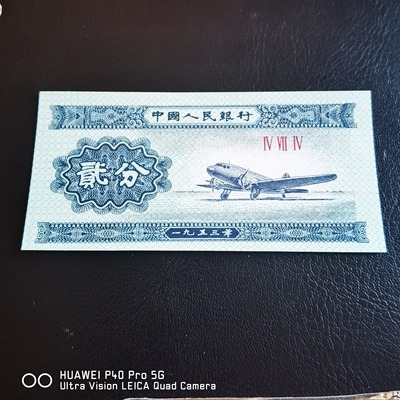 中國人民銀行
Ⅳ Ⅶ Ⅳ
貳分
一九五三年
HUAWEI P40 Pro 5G
Ultra Vision LEICA Quad Camera